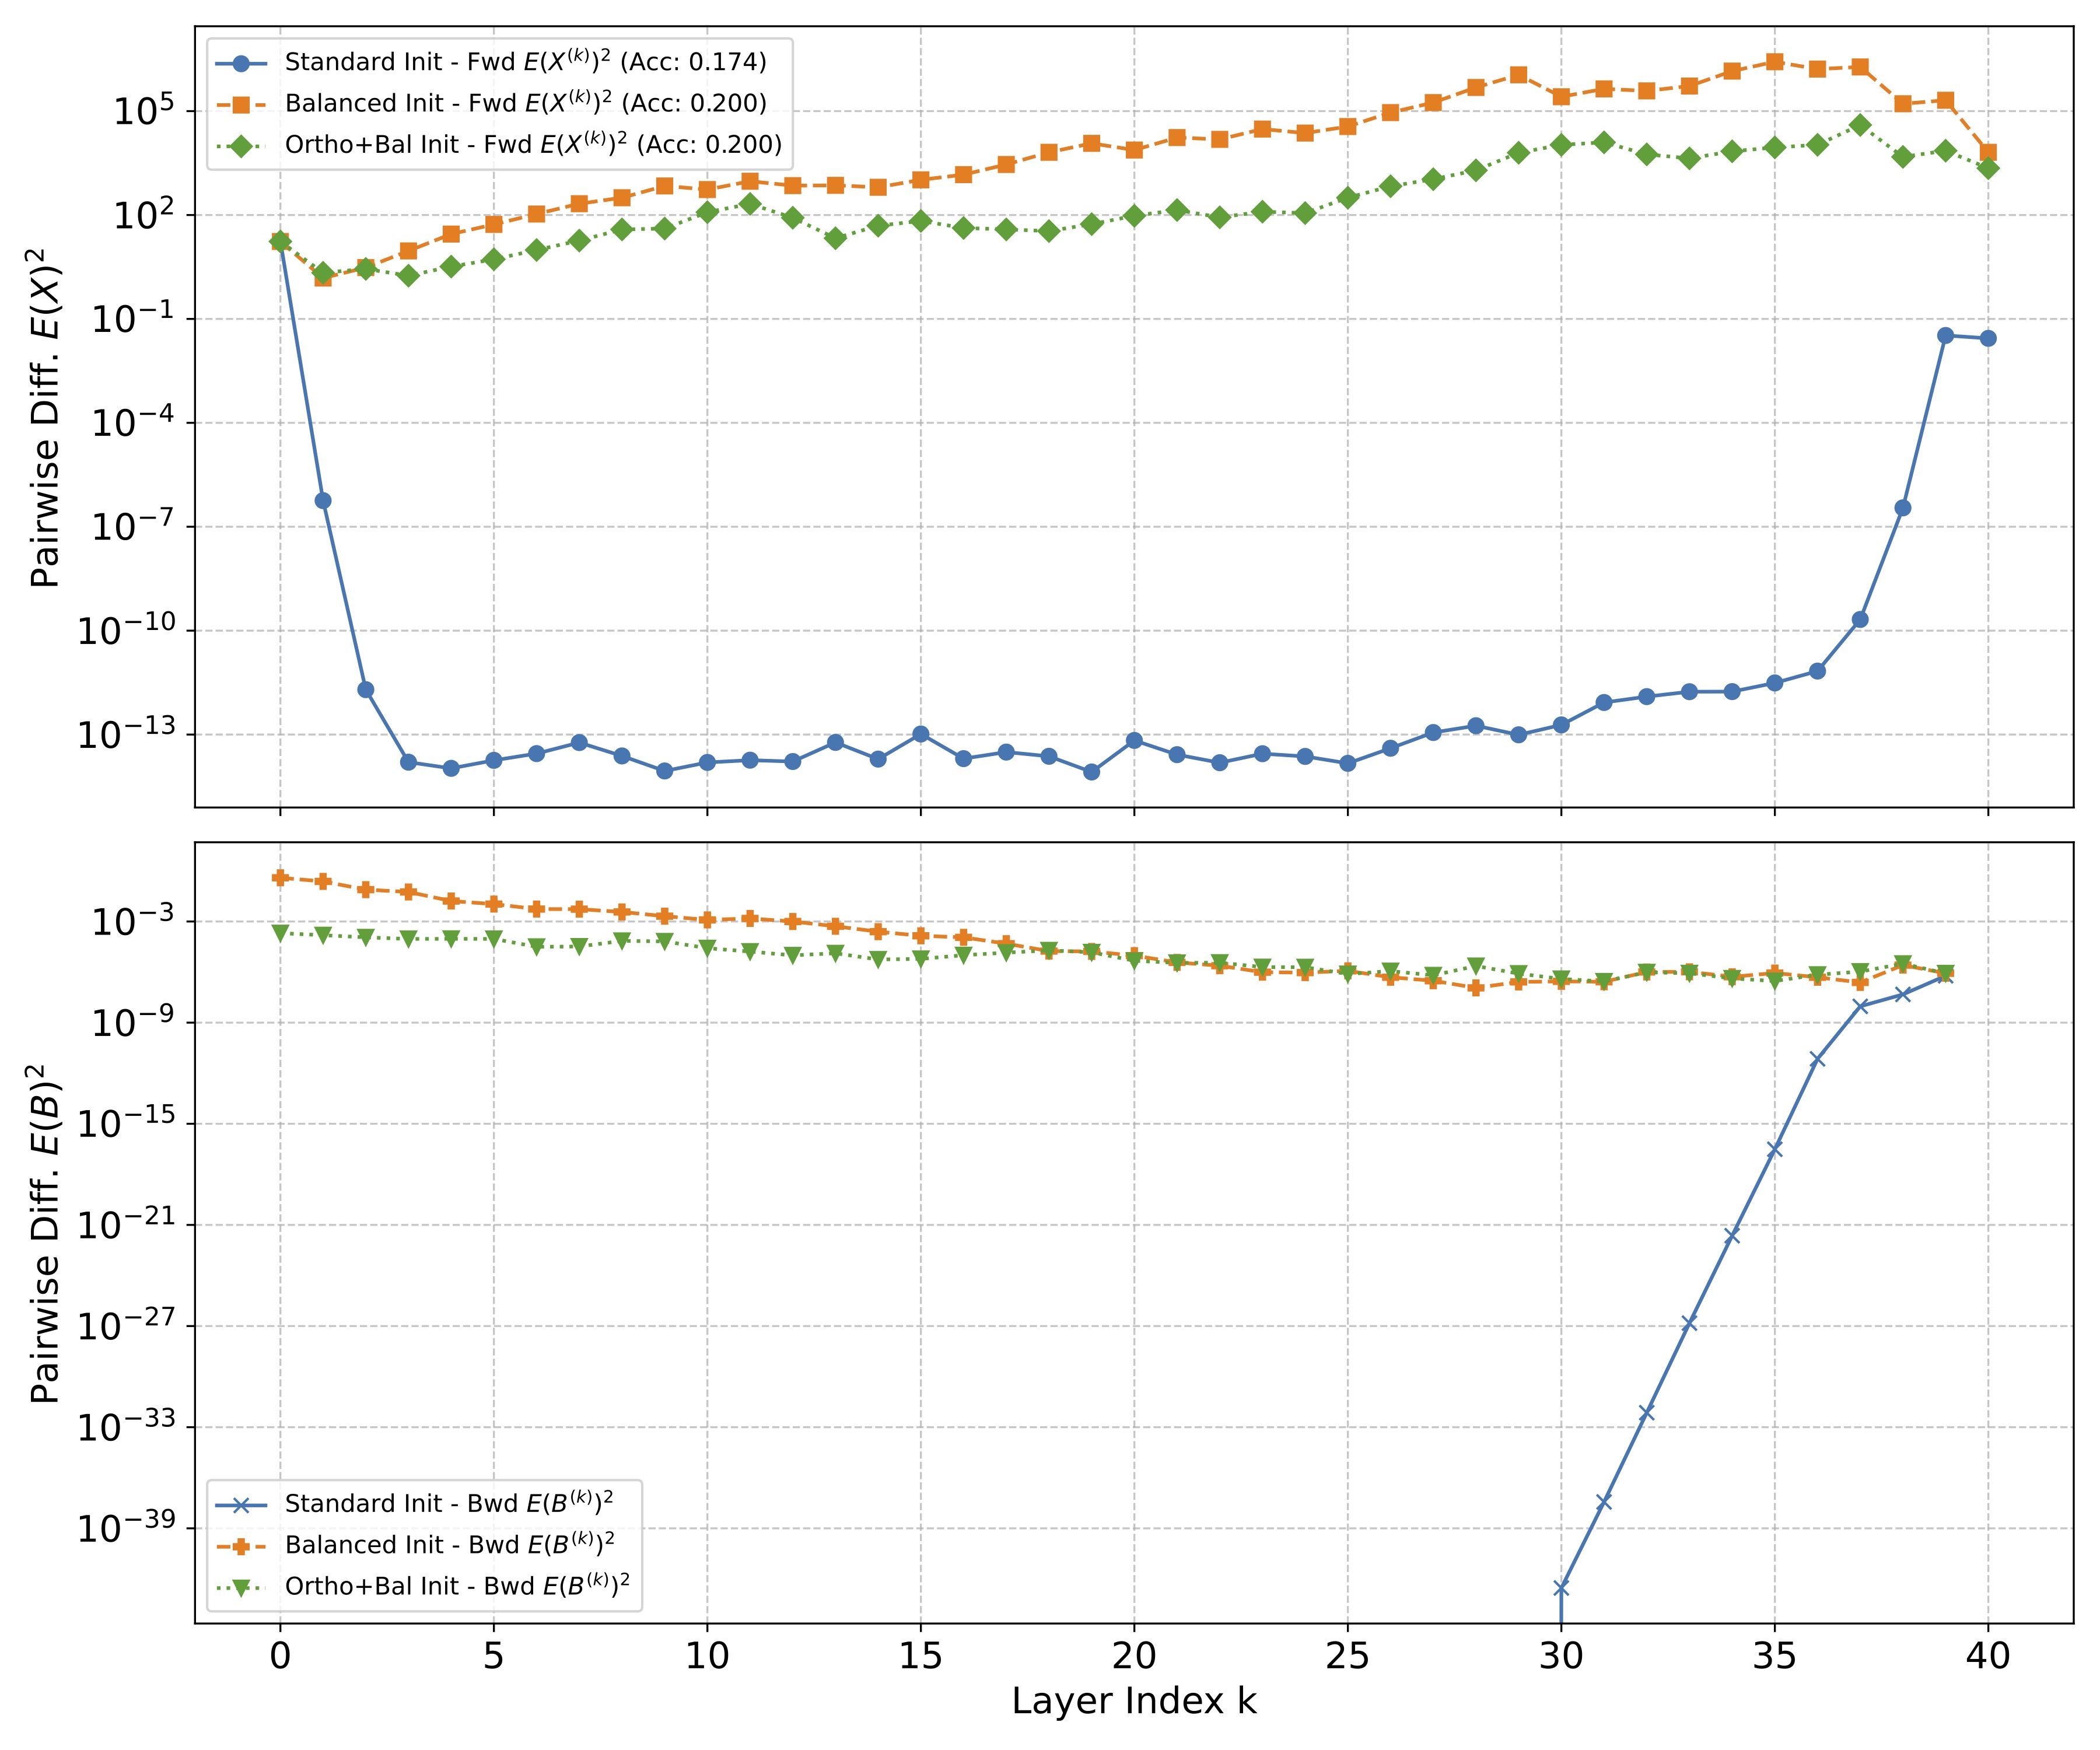 Standard Init - Fwd E(X^(k))^2 (Acc: 0.174)
Balanced Init - Fwd E(X^(k))^2 (Acc: 0.200)
Ortho+Bal Init - Fwd E(X^(k))^2 (Acc: 0.200)
Pairwise Diff. E(X)^2
10^5
10^2
10^−1
10^−4
10^−7
10^−10
10^−13
Pairwise Diff. E(B)^2
10^−3
10^−9
10^−15
10^−21
10^−27
10^−33
10^−39
Standard Init - Bwd E(B^(k))^2
Balanced Init - Bwd E(B^(k))^2
Ortho+Bal Init - Bwd E(B^(k))^2
0 5 10 15 20 25 30 35 40
Layer Index k